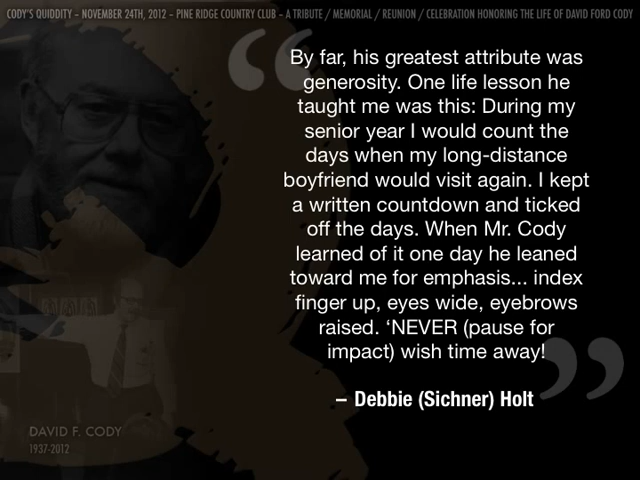 CODY'S QUIDDITY – NOVEMBER 24TH, 2012 – PINE RIDGE COUNTRY CLUB – A TRIBUTE / MEMORIAL / REUNION / CELEBRATION HONORING THE LIFE OF DAVID FORD CODY
“
By far, his greatest attribute was
generosity. One life lesson he
taught me was this: During my
senior year I would count the
days when my long-distance
boyfriend would visit again. I kept
a written countdown and ticked
off the days. When Mr. Cody
learned of it one day he leaned
toward me for emphasis... index
finger up, eyes wide, eyebrows
raised. ‘NEVER (pause for
impact) wish time away!
”
– Debbie (Sichner) Holt
DAVID F. CODY
1937-2012